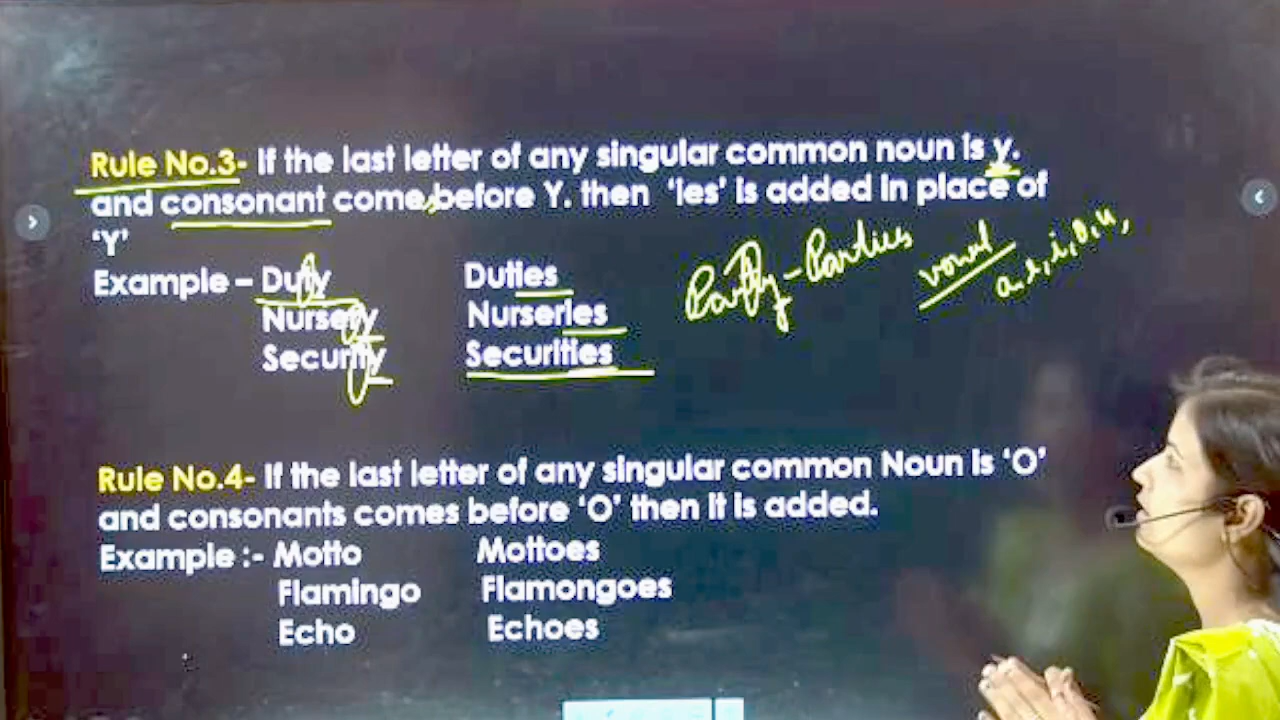 Rule No.3- If the last letter of any singular common noun is y.
and consonant come, before Y. then 'ies' is added in place of
'Y'
Example – Duty Duties
Nursery Nurseries
Security Securities
Party – Parties
vowel
a, e, i, o, u,
Rule No.4- If the last letter of any singular common Noun is 'O'
and consonants comes before 'O' then it is added.
Example :- Motto Mottoes
Flamingo Flamongoes
Echo Echoes